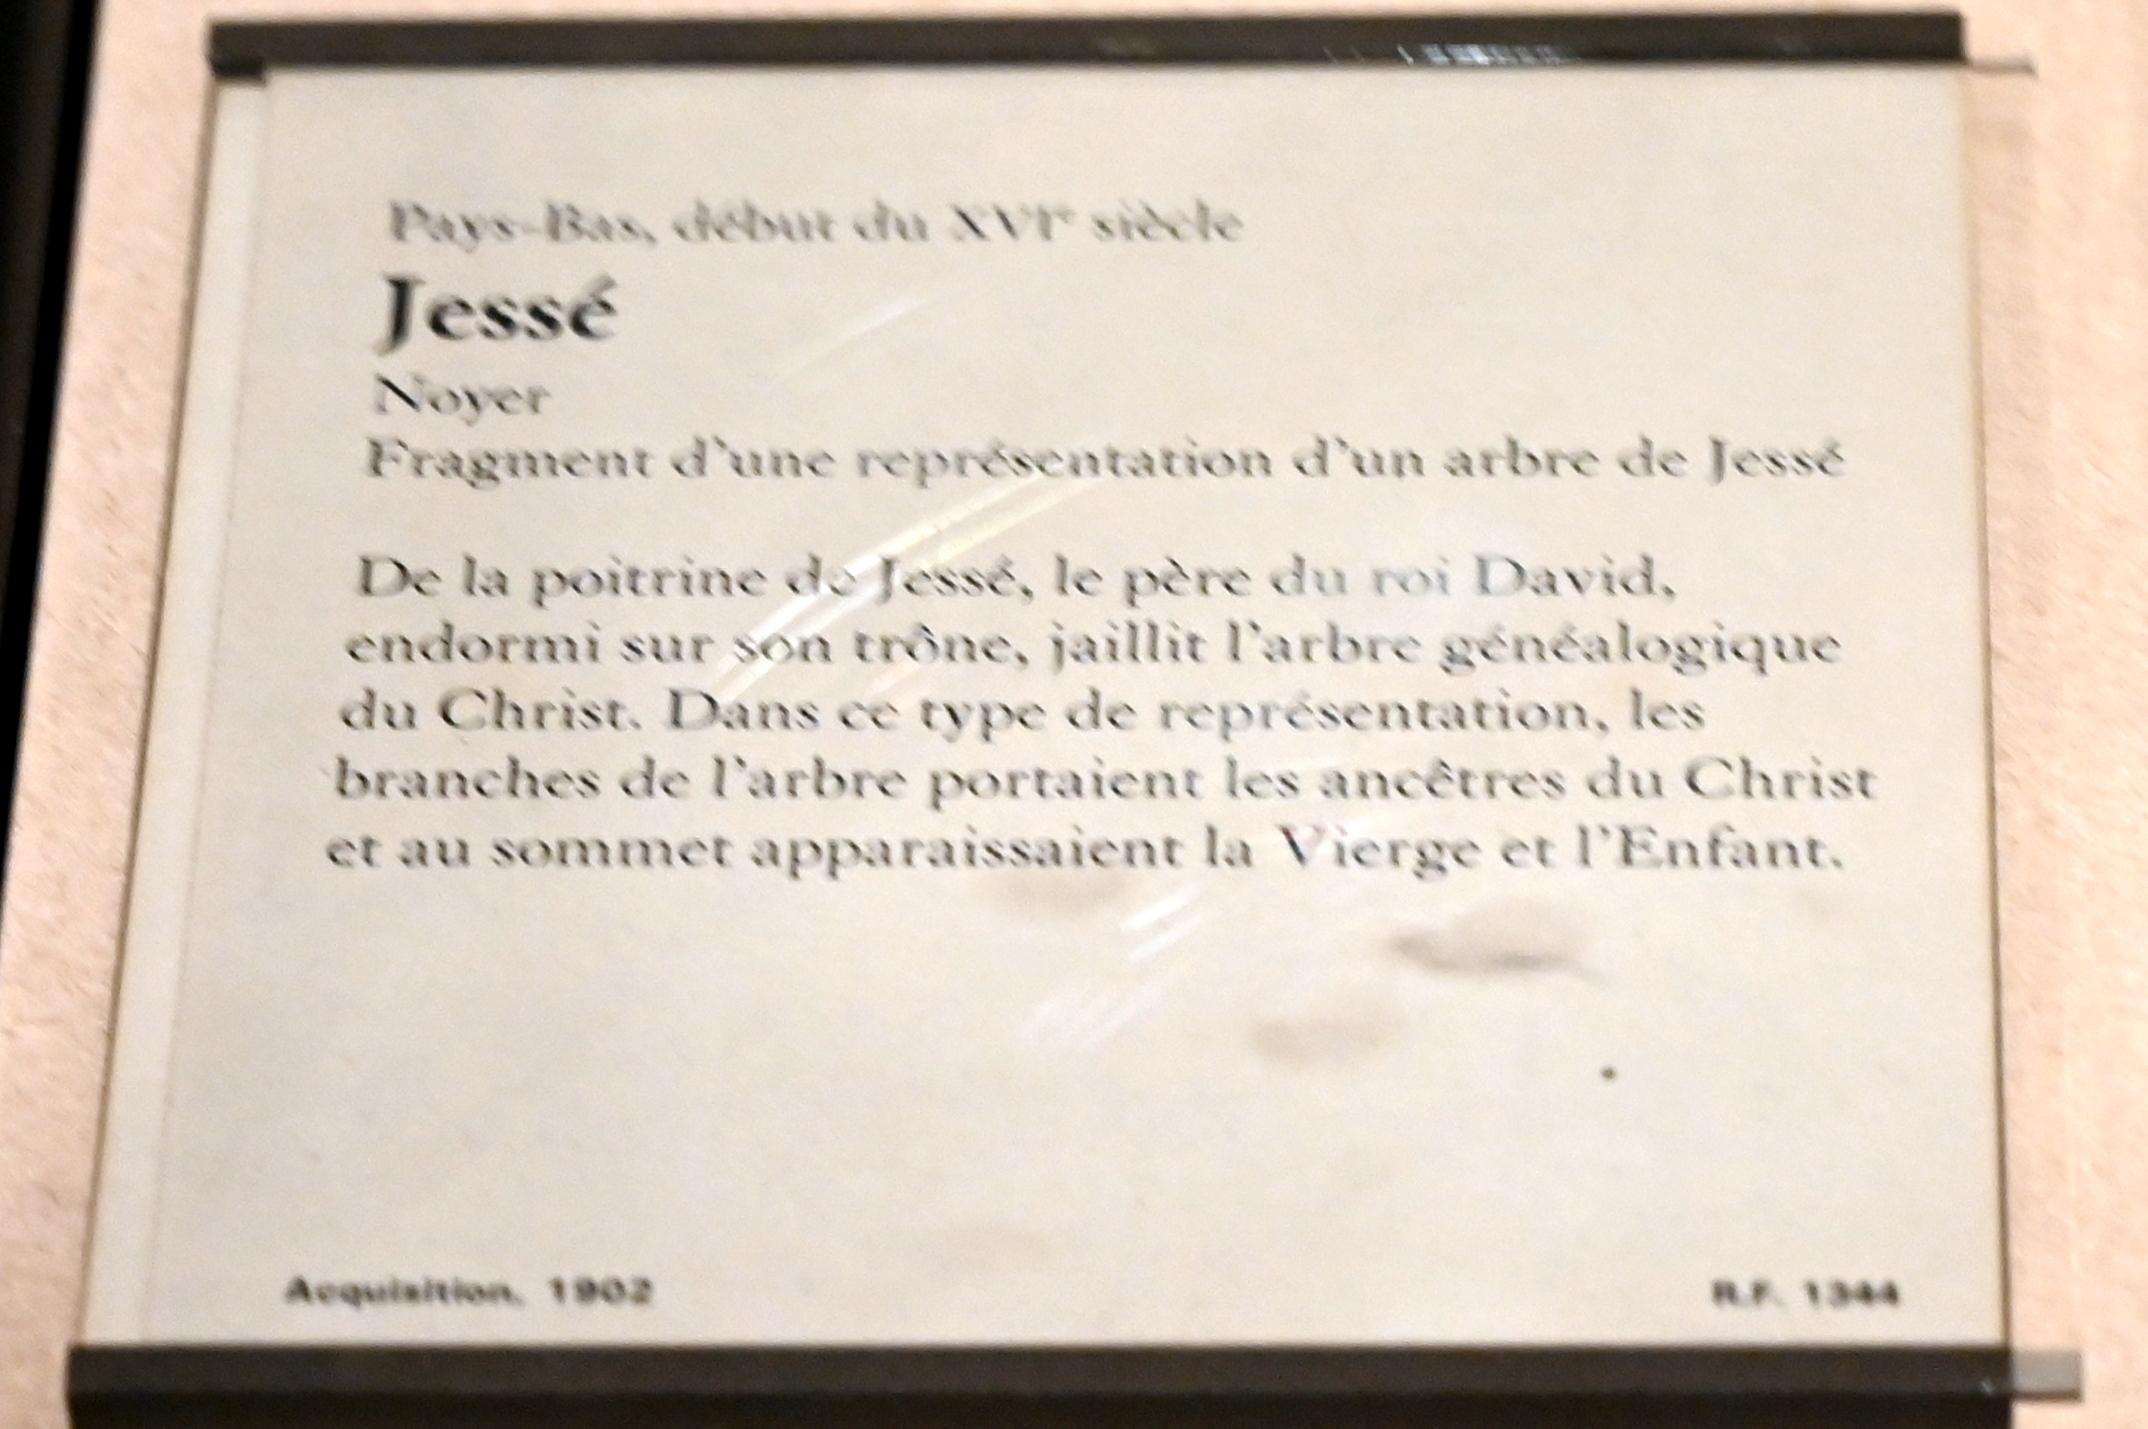 Pays-Bas, début du XVIe siècle
Jessé
Noyer
Fragment d'une représentation d'un arbre de Jessé
De la poitrine de Jessé, le père du roi David,
endormi sur son trône, jaillit l'arbre généalogique
du Christ. Dans ce type de représentation, les
branches de l'arbre portaient les ancêtres du Christ
et au sommet apparaissaient la Vierge et l'Enfant.
Acquisition, 1902
R.F. 1344